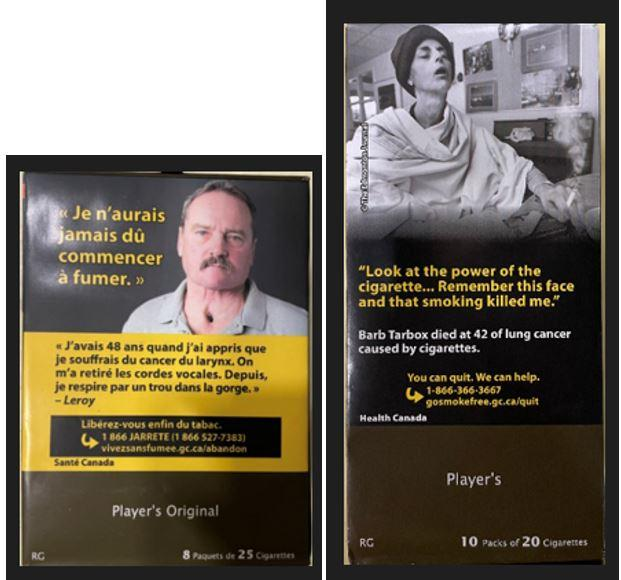 « Je n'aurais
jamais dû
commencer
à fumer. »
« J'avais 48 ans quand j'ai appris que
je souffrais du cancer du larynx. On
m'a retiré les cordes vocales. Depuis,
je respire par un trou dans la gorge. »
– Leroy
Libérez-vous enfin du tabac.
1 866 JARRETE (1 866 527-7383)
vivezsansfumee.gc.ca/abandon
Santé Canada
Player's Original
RG
8 Paquets de 25 Cigarettes
© The Edmonton Journal
"Look at the power of the
cigarette... Remember this face
and that smoking killed me."
Barb Tarbox died at 42 of lung cancer
caused by cigarettes.
You can quit. We can help.
1-866-366-3667
gosmokefree.gc.ca/quit
Health Canada
Player's
RG
10 Packs of 20 Cigarettes